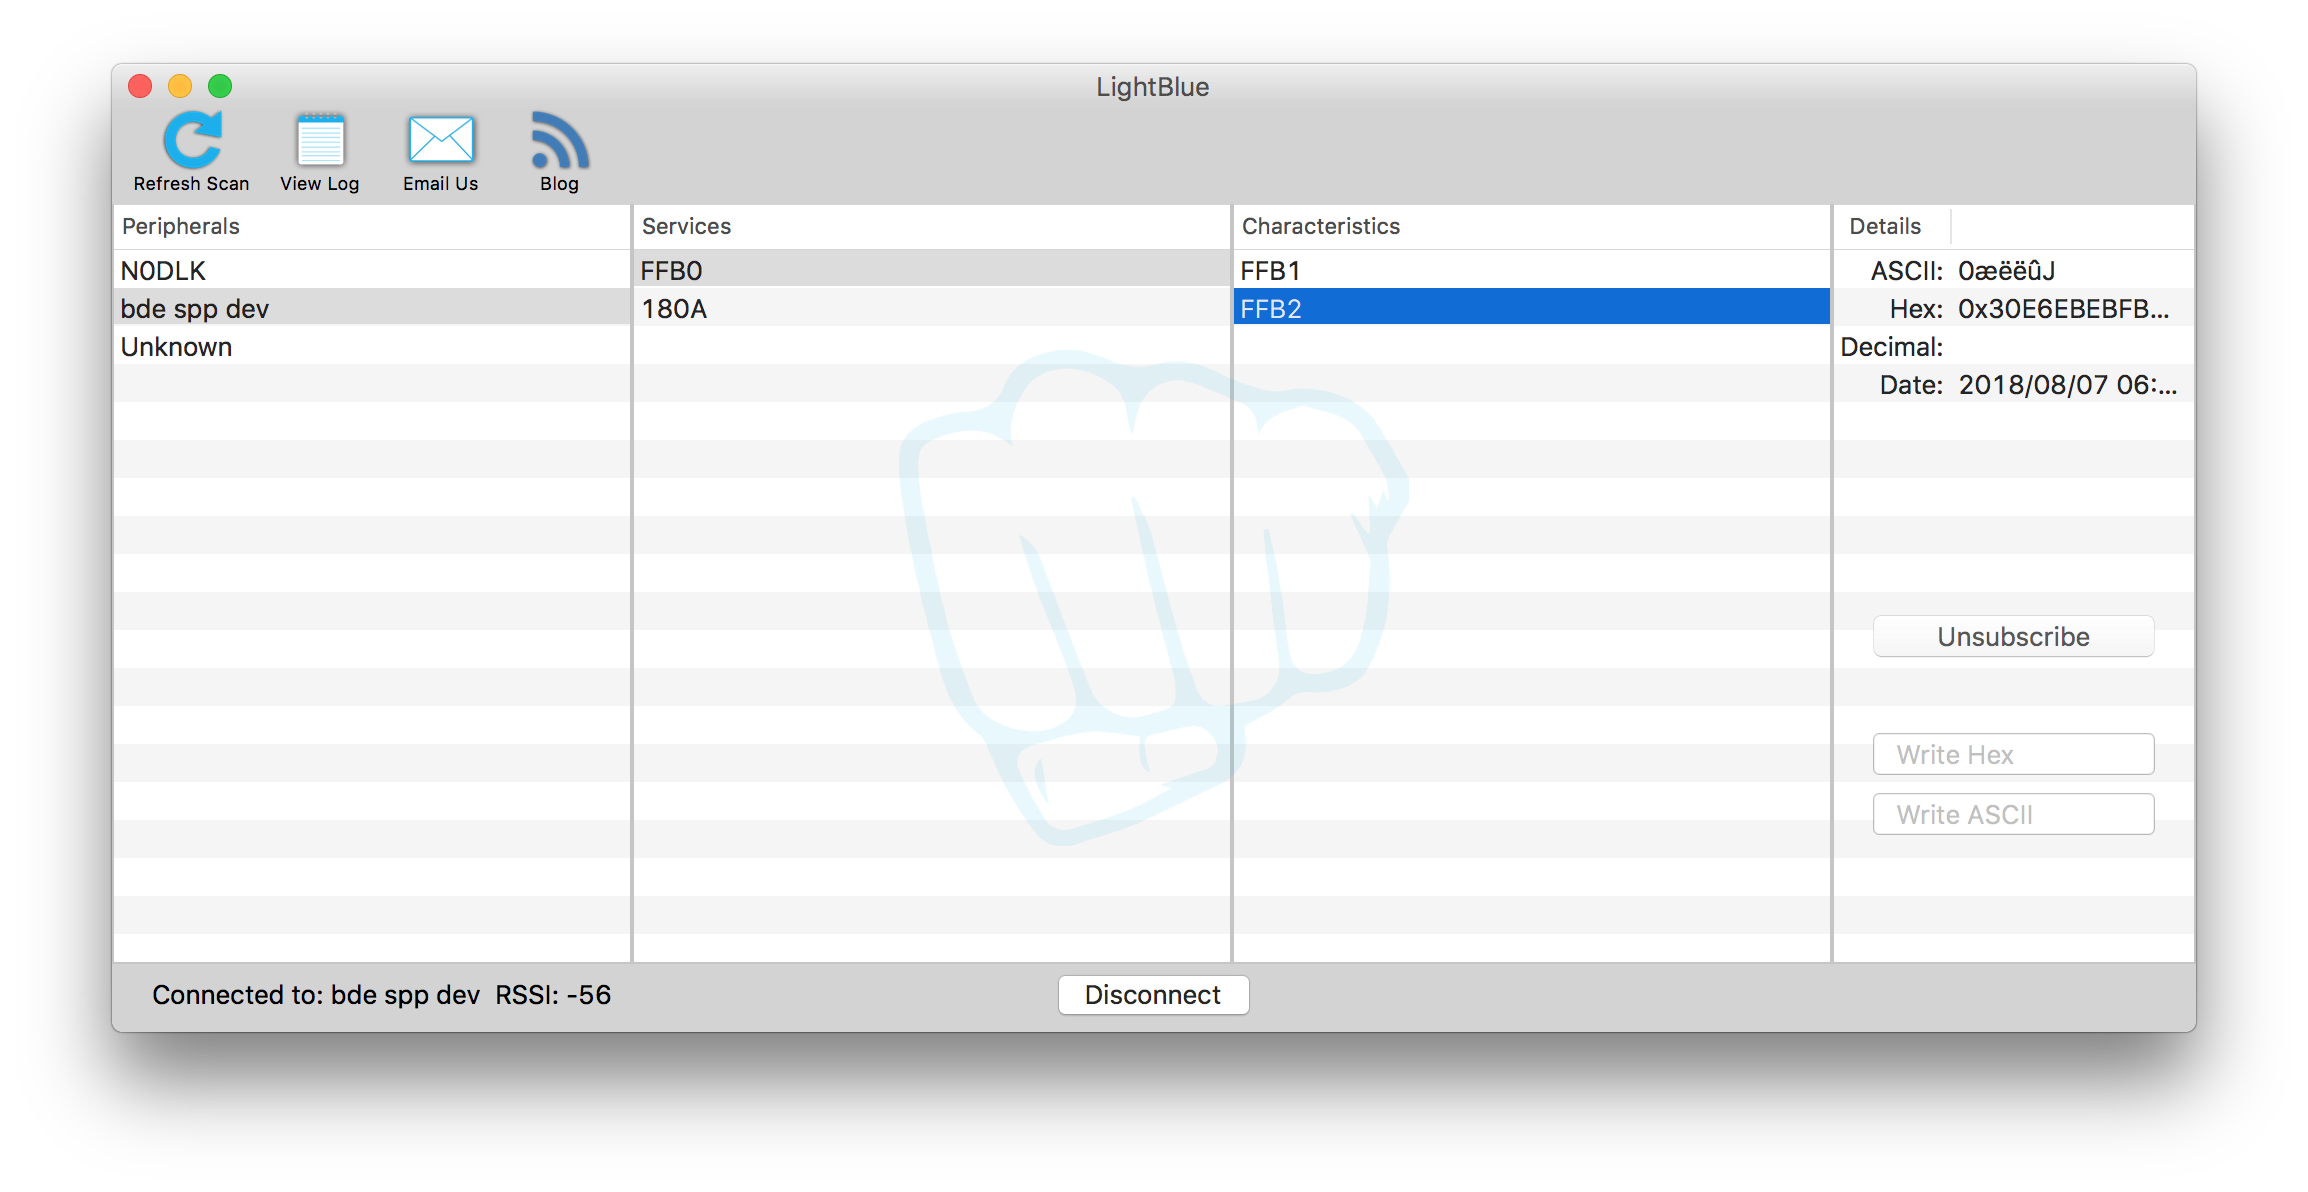 LightBlue
Refresh Scan View Log Email Us Blog
Peripherals Services Characteristics Details
N0DLK FFB0 FFB1 ASCII: 0æëëûJ
bde spp dev 180A FFB2 Hex: 0x30E6EBEBFB...
Unknown Decimal:
Date: 2018/08/07 06:...
Unsubscribe
Write Hex
Write ASCII
Connected to: bde spp dev RSSI: -56 Disconnect